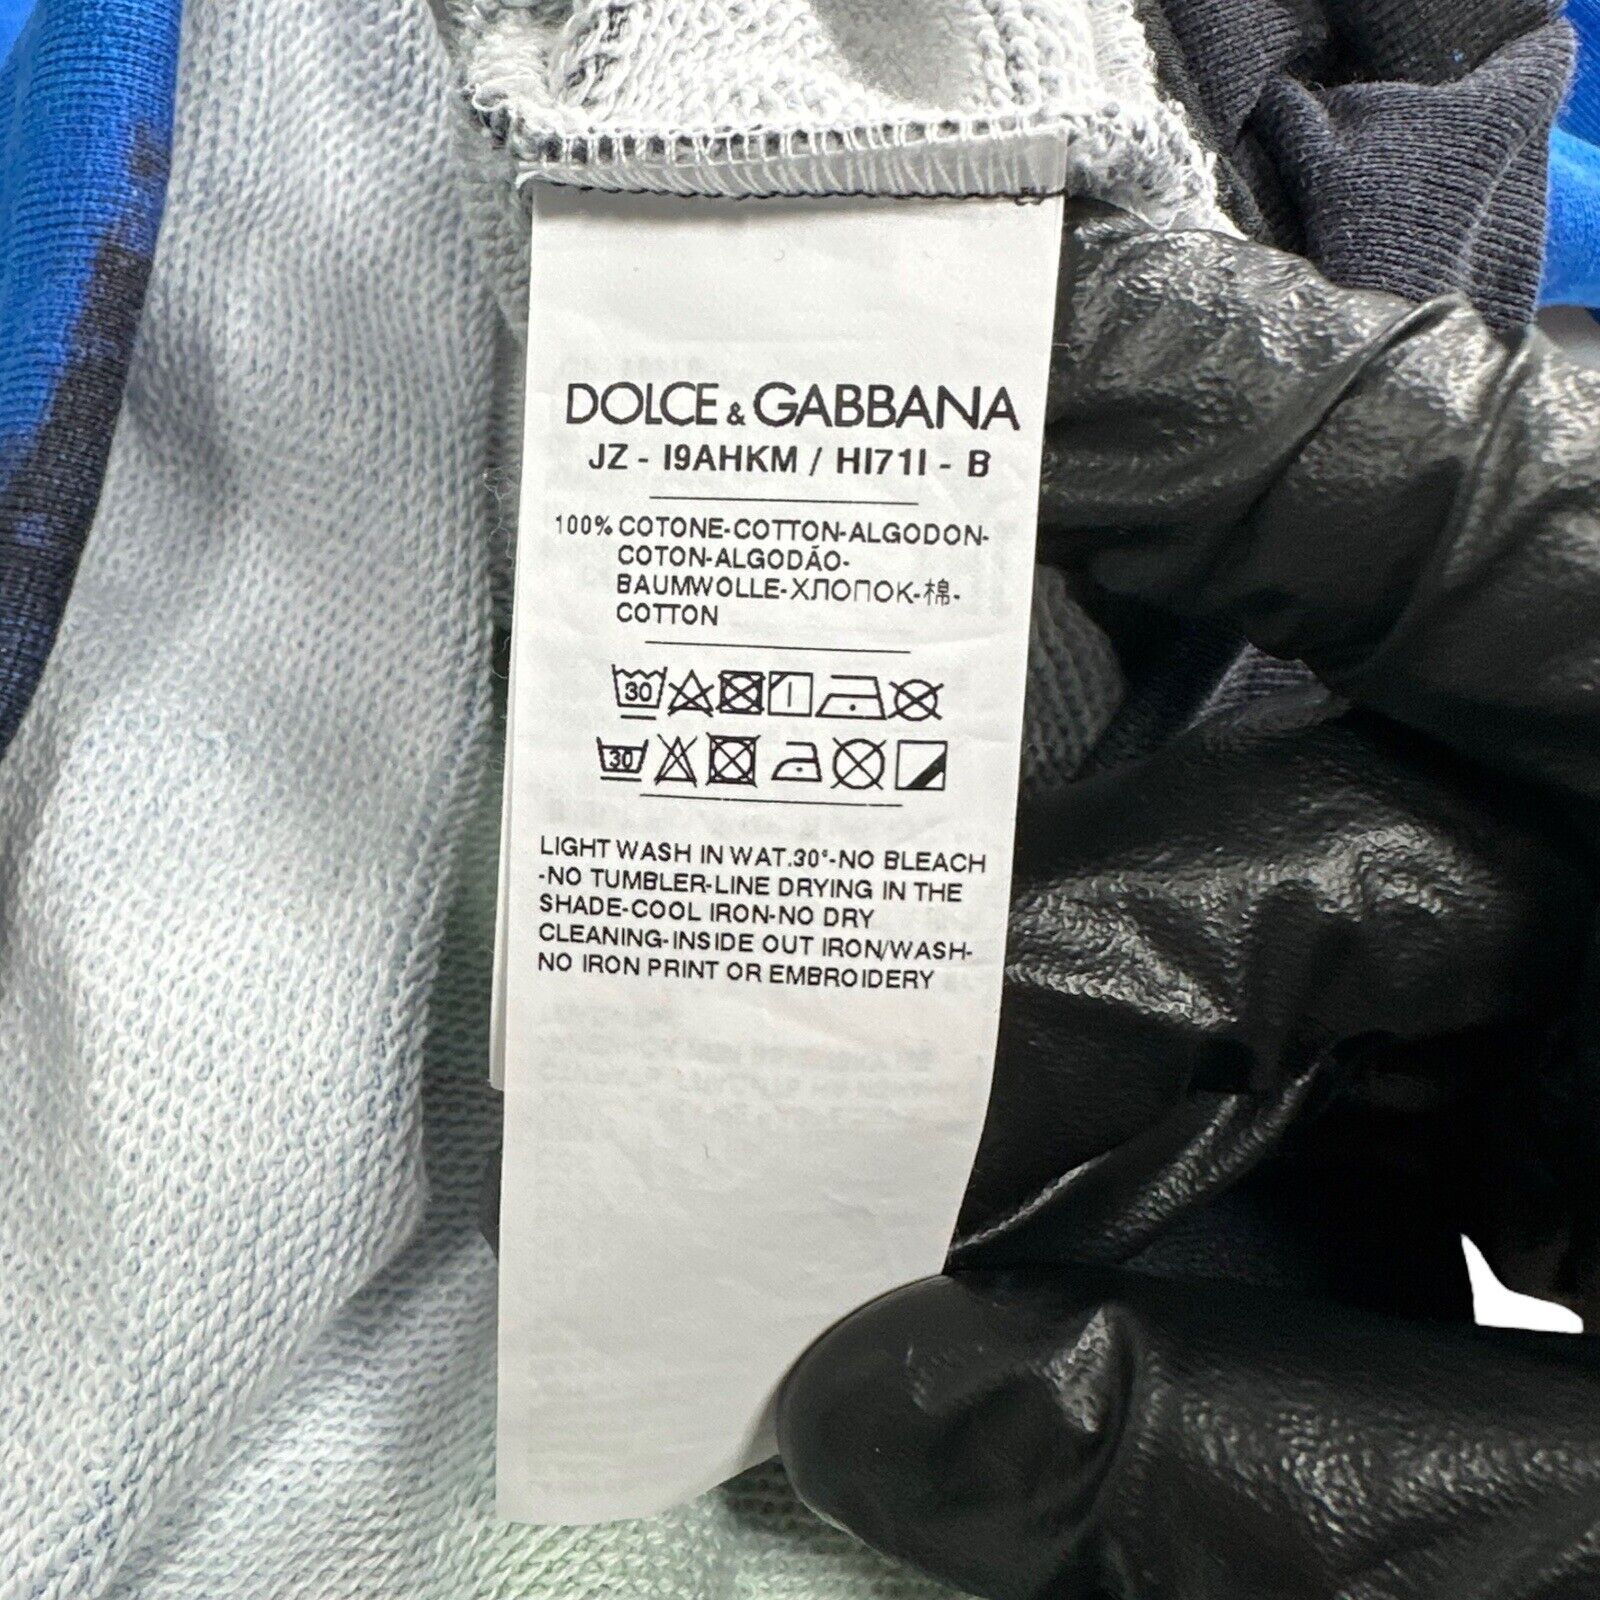 DOLCE & GABBANA
JZ - I9AHKM / HI71I - B
100% COTONE-COTTON-ALGODON-
COTON-ALGODÃO-
BAUMWOLLE-ХЛОПОК-棉-
COTTON
30
30
LIGHT WASH IN WAT.30°-NO BLEACH
-NO TUMBLER-LINE DRYING IN THE
SHADE-COOL IRON-NO DRY
CLEANING-INSIDE OUT IRON/WASH-
NO IRON PRINT OR EMBROIDERY